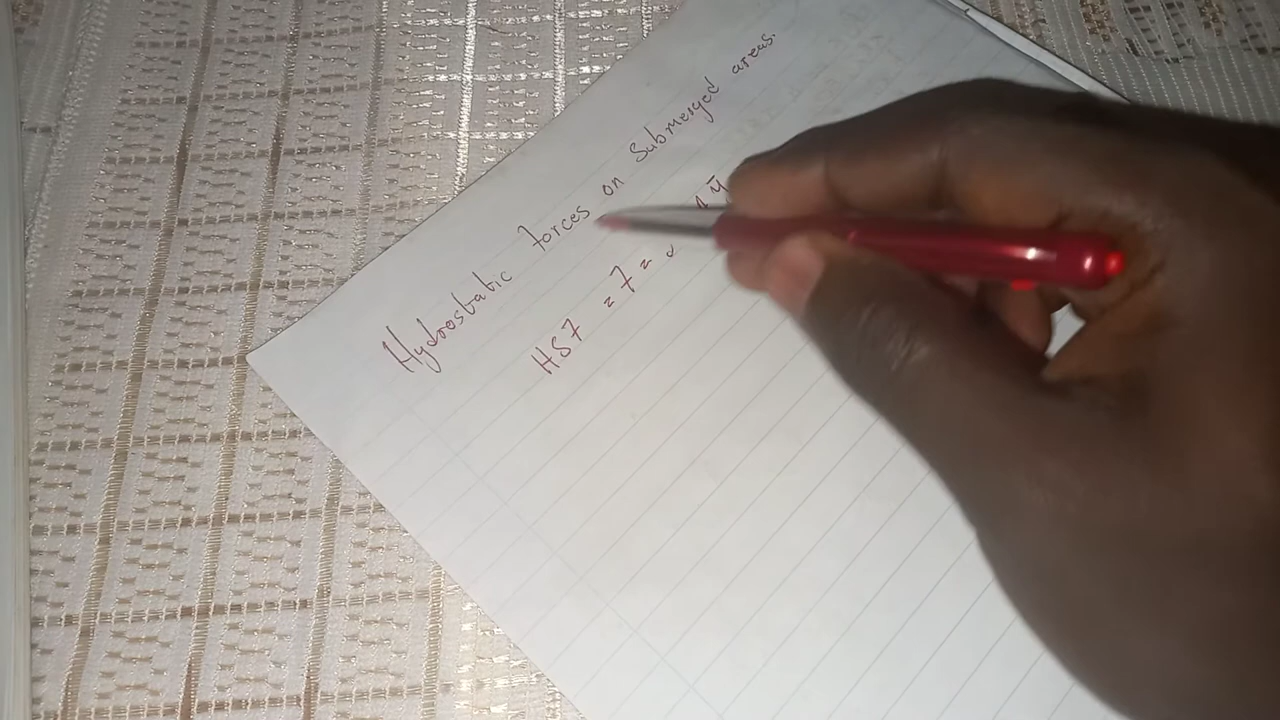 Hydrostatic forces on Submerged areas.
HSF = F =